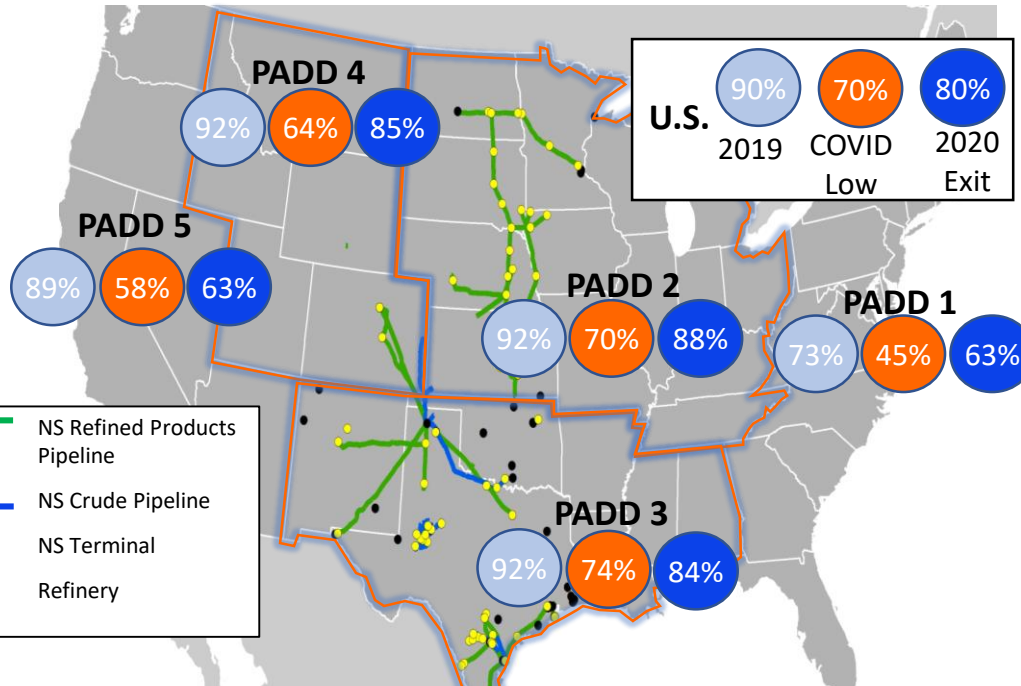 PADD 4
92% 64% 85%
U.S.
90% 70% 80%
2019 COVID 2020
Low Exit
PADD 5
89% 58% 63%
PADD 2
92% 70% 88%
PADD 1
73% 45% 63%
NS Refined Products
Pipeline
NS Crude Pipeline
NS Terminal
Refinery
PADD 3
92% 74% 84%